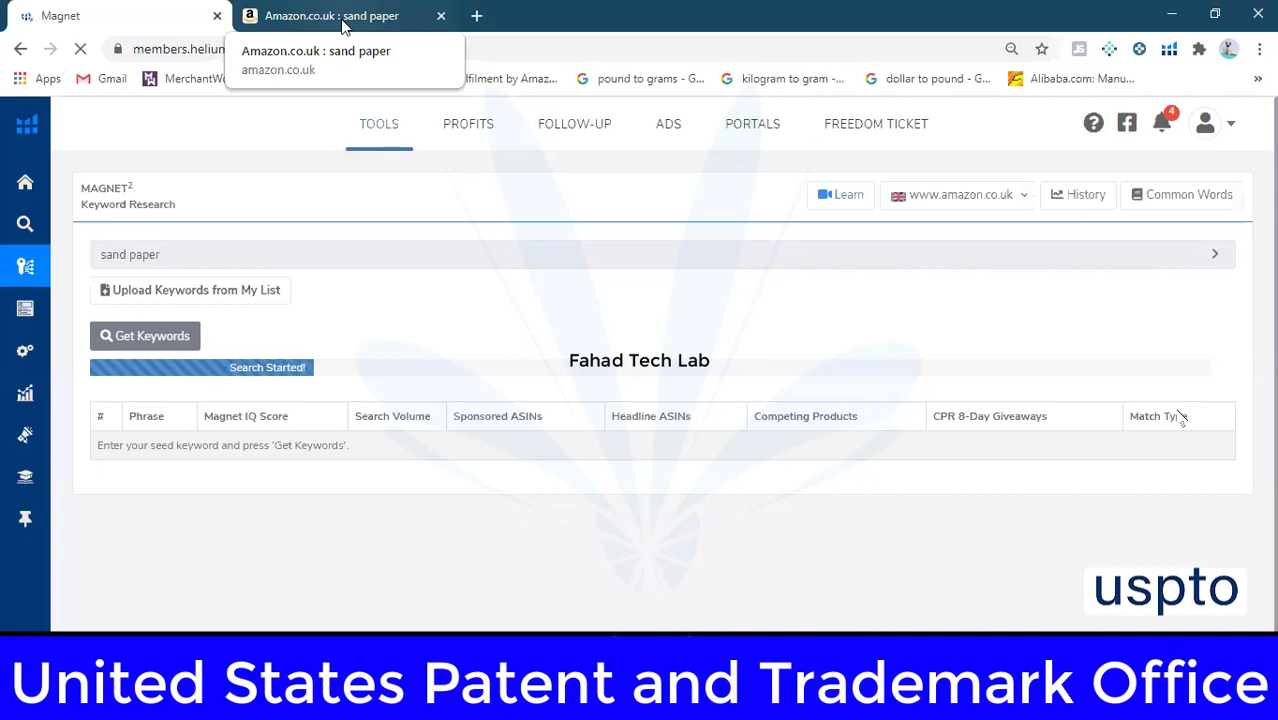 Magnet
Amazon.co.uk : sand paper
members.helium
Amazon.co.uk : sand paper
amazon.co.uk
Apps
Gmail
MerchantW
lfilment by Amaz...
pound to grams - G...
kilogram to gram -...
dollar to pound - G...
Alibaba.com: Manu...
TOOLS
PROFITS
FOLLOW-UP
ADS
PORTALS
FREEDOM TICKET
4
MAGNET²
Keyword Research
Learn
www.amazon.co.uk
History
Common Words
sand paper
Upload Keywords from My List
Get Keywords
Search Started!
Fahad Tech Lab
# Phrase Magnet IQ Score Search Volume Sponsored ASINs Headline ASINs Competing Products CPR 8-Day Giveaways Match Type
Enter your seed keyword and press 'Get Keywords'.
uspto
United States Patent and Trademark Office